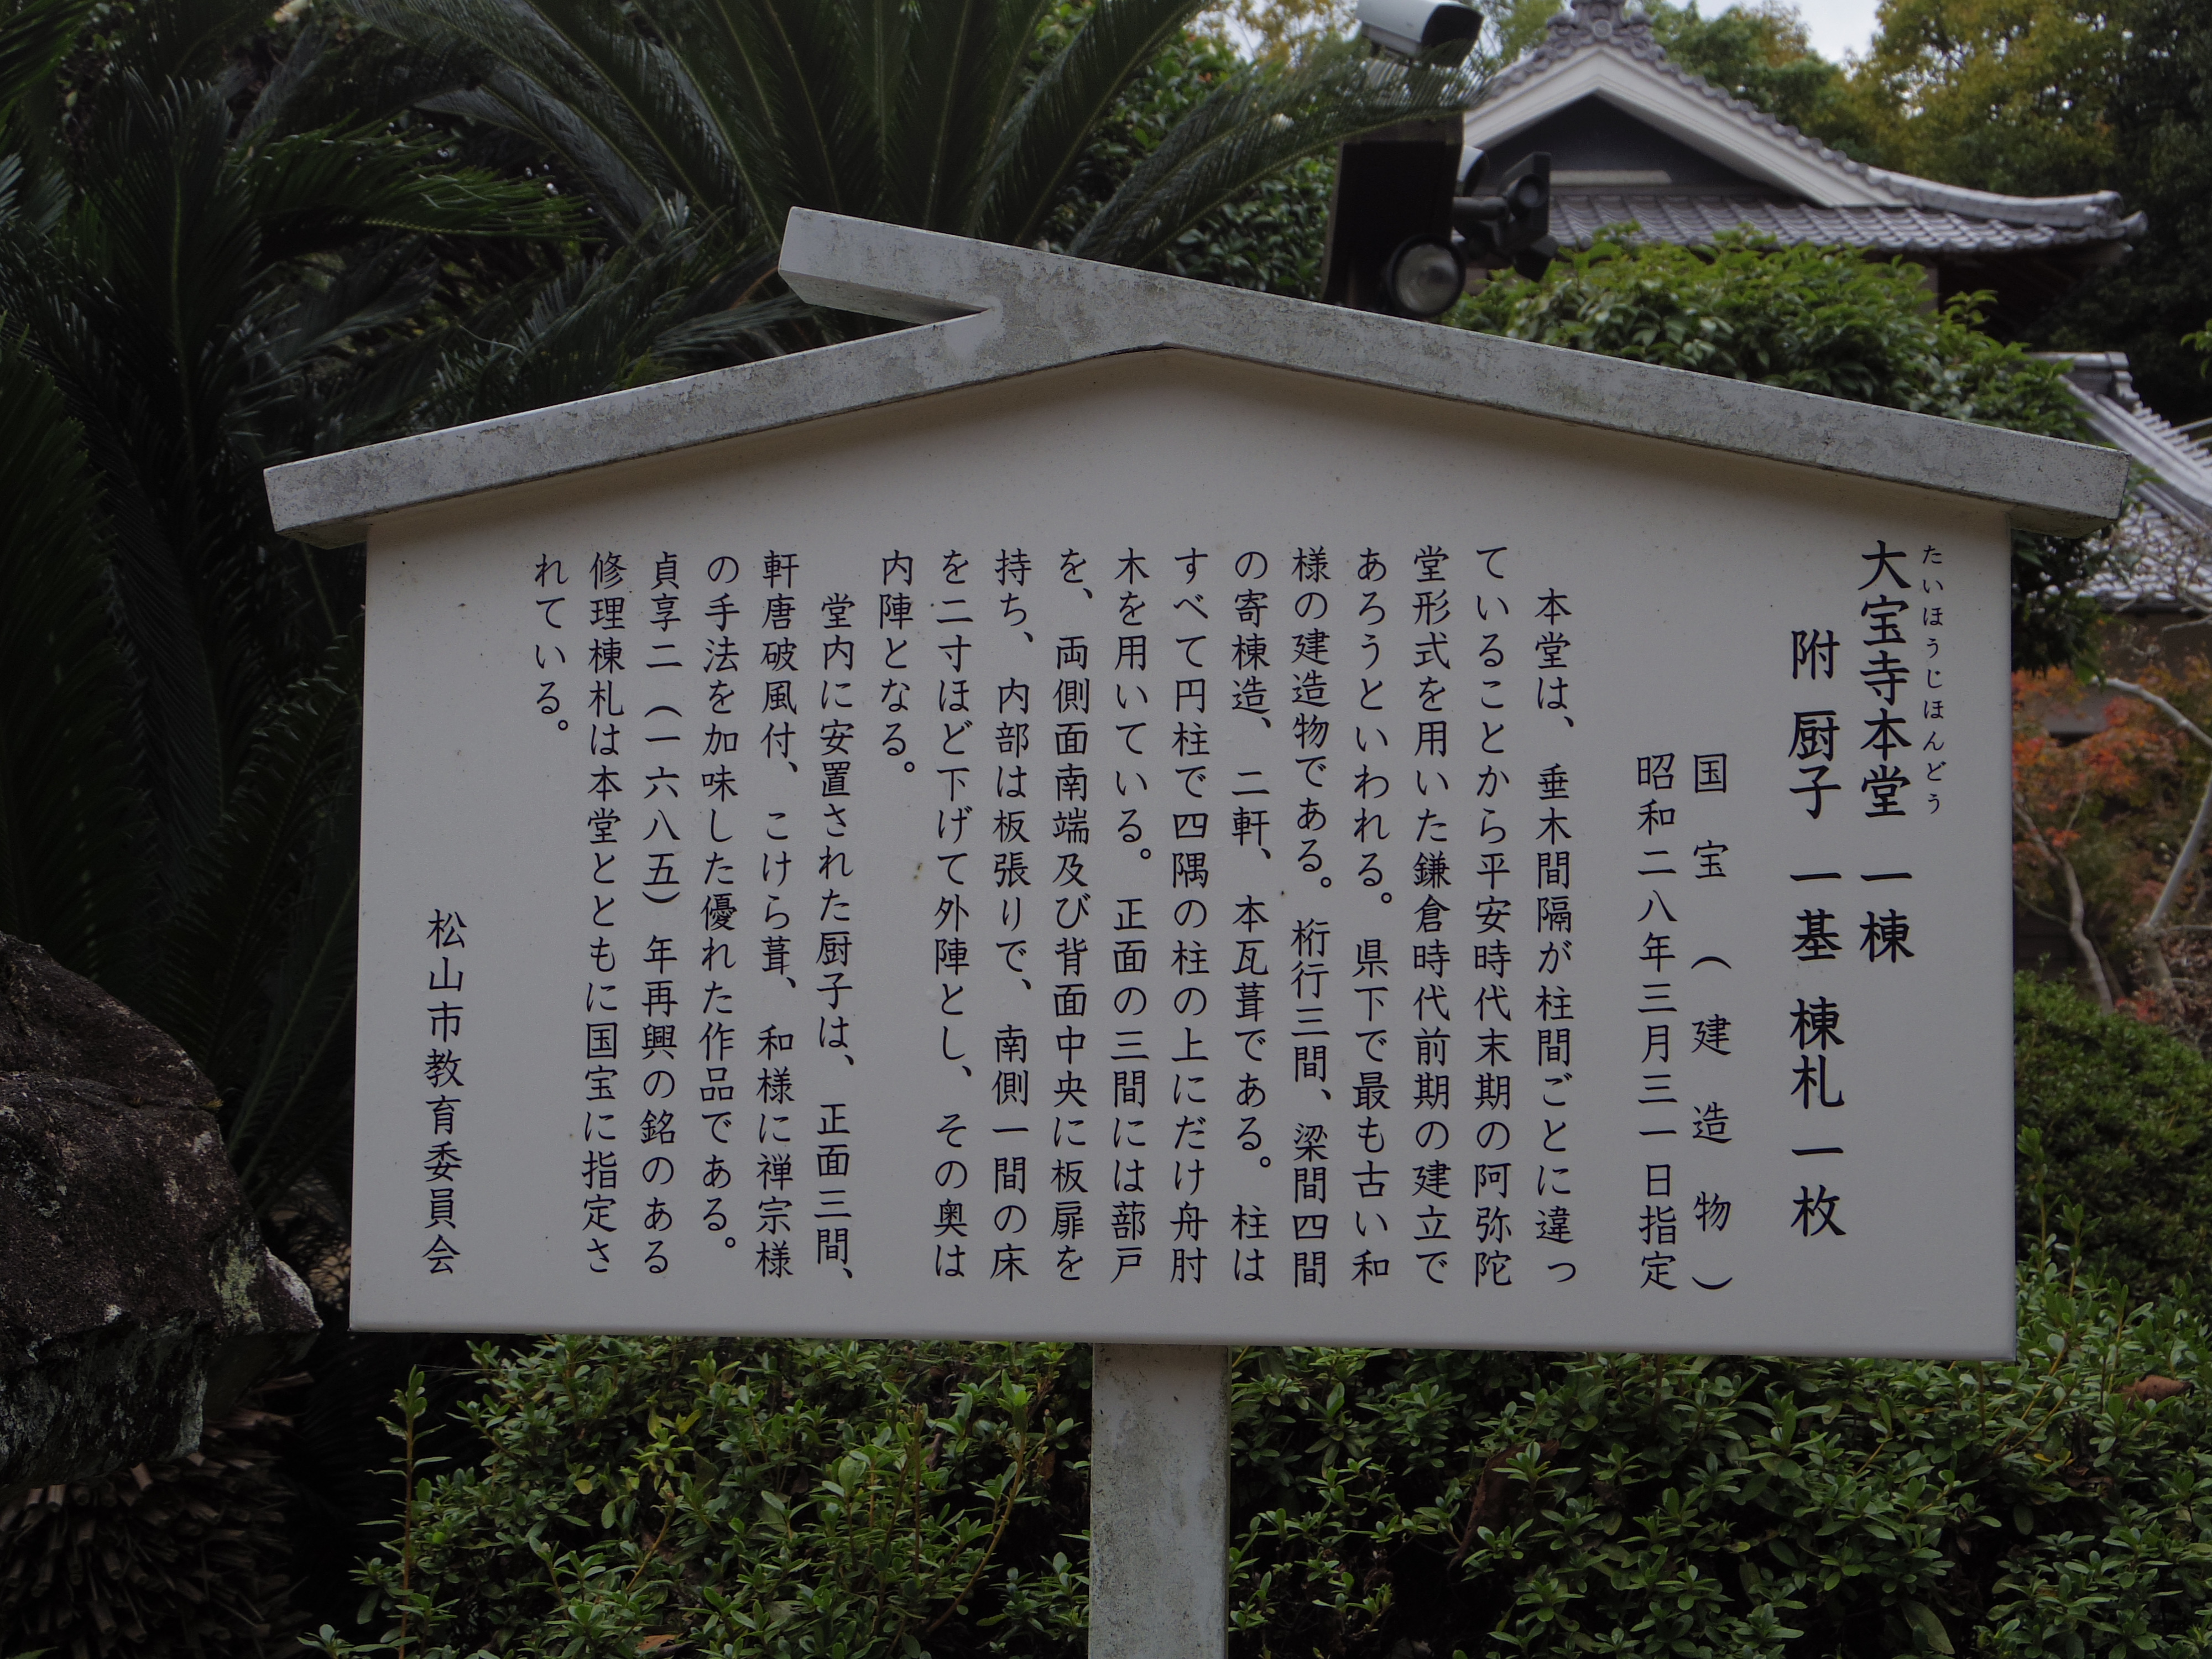 たいほうじほんどう
大宝寺本堂 一棟
附 厨子 一基 棟札 一枚
国宝（建造物）
昭和二八年三月三一日指定
本堂は、垂木間隔が柱間ごとに違っ
ていることから平安時代末期の阿弥陀
堂形式を用いた鎌倉時代前期の建立で
あろうといわれる。県下で最も古い和
様の建造物である。桁行三間、梁間四間
の寄棟造、二軒、本瓦葺である。柱は
すべて円柱で四隅の柱の上にだけ舟肘
木を用いている。正面の三間には蔀戸
を、両側面南端及び背面中央に板扉を
持ち、内部は板張りで、南側一間の床
を二寸ほど下げて外陣とし、その奥は
内陣となる。
堂内に安置された厨子は、正面三間、
軒唐破風付、こけら葺、和様に禅宗様
の手法を加味した優れた作品である。
貞享二（一六八五）年再興の銘のある
修理棟札は本堂とともに国宝に指定さ
れている。
松山市教育委員会